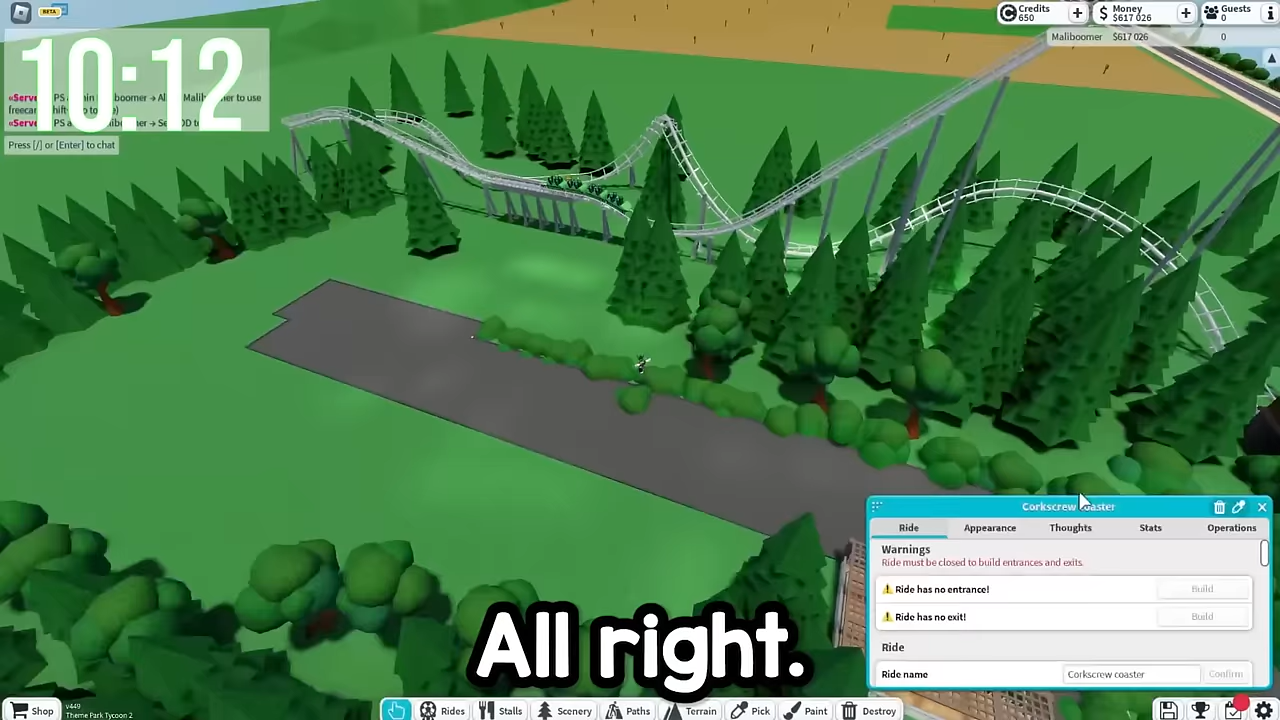 BETA
10:12
Press [/] or [Enter] to chat
Credits
650
Money
$617 026
Guests
0
Maliboomer $617 026 0
Corkscrew coaster
Ride Appearance Thoughts Stats Operations
Warnings
Ride must be closed to build entrances and exits.
Ride has no entrance! Build
Ride has no exit! Build
Ride
Ride name Corkscrew coaster Confirm
All right.
Shop
v449
Theme Park Tycoon 2
Rides Stalls Scenery Paths Terrain Pick Paint Destroy